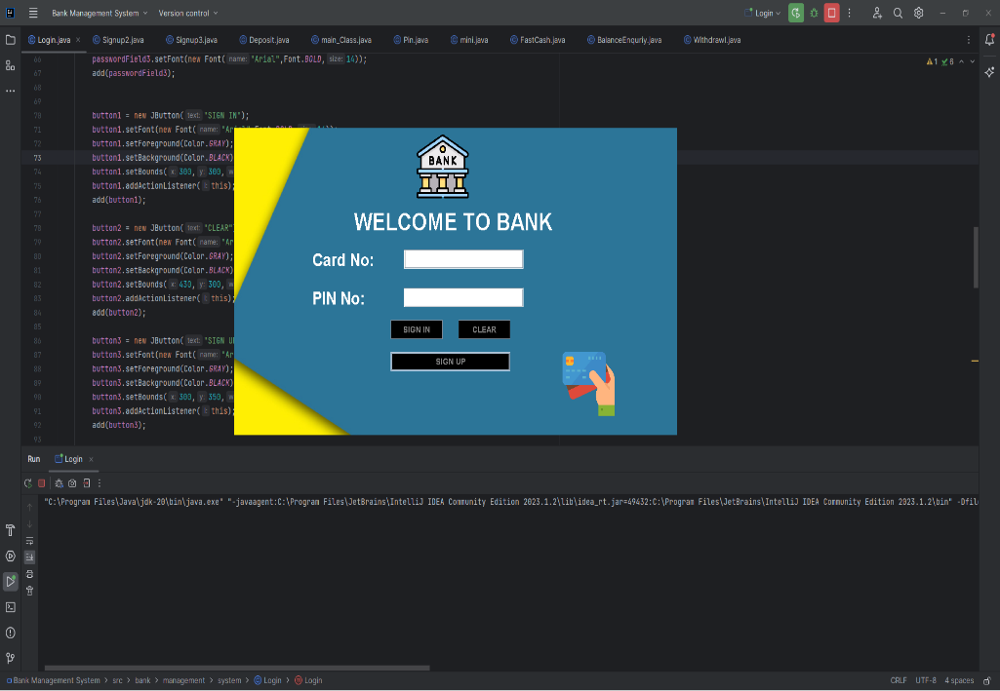 Bank Management System Version control Login
Login.java × Signup2.java Signup3.java Deposit.java main_Class.java Pin.java mini.java FastCash.java BalanceEnquriy.java Withdrawl.java
66 passwordField3.setFont(new Font( name: "Arial",Font.BOLD, size: 14));
67 add(passwordField3);
68
69
70 button1 = new JButton( text: "SIGN IN");
71 button1.setFont(new Font( name:
72 button1.setForeground(Color.GRAY);
73 button1.setBackground(Color.BLACK)
74 button1.setBounds( x: 300, y: 300,
75 button1.addActionListener( l: this);
76 add(button1);
77
78 button2 = new JButton( text: "CLEAR"
79 button2.setFont(new Font( name: "Ar
80 button2.setForeground(Color.GRAY);
81 button2.setBackground(Color.BLACK)
82 button2.setBounds( x: 430, y: 300,
83 button2.addActionListener( l: this);
84 add(button2);
85
86 button3 = new JButton( text: "SIGN U
87 button3.setFont(new Font( name: "Ar
88 button3.setForeground(Color.GRAY);
89 button3.setBackground(Color.BLACK)
90 button3.setBounds( x: 300, y: 350,
91 button3.addActionListener( l: this);
92 add(button3);
93
1 6
BANK
WELCOME TO BANK
Card No:
PIN No:
SIGN IN CLEAR
SIGN UP
Run Login ×
"C:\Program Files\Java\jdk-20\bin\java.exe" "-javaagent:C:\Program Files\JetBrains\IntelliJ IDEA Community Edition 2023.1.2\lib\idea_rt.jar=49432:C:\Program Files\JetBrains\IntelliJ IDEA Community Edition 2023.1.2\bin" -Dfil
Bank Management System > src > bank > management > system > Login > Login CRLF UTF-8 4 spaces